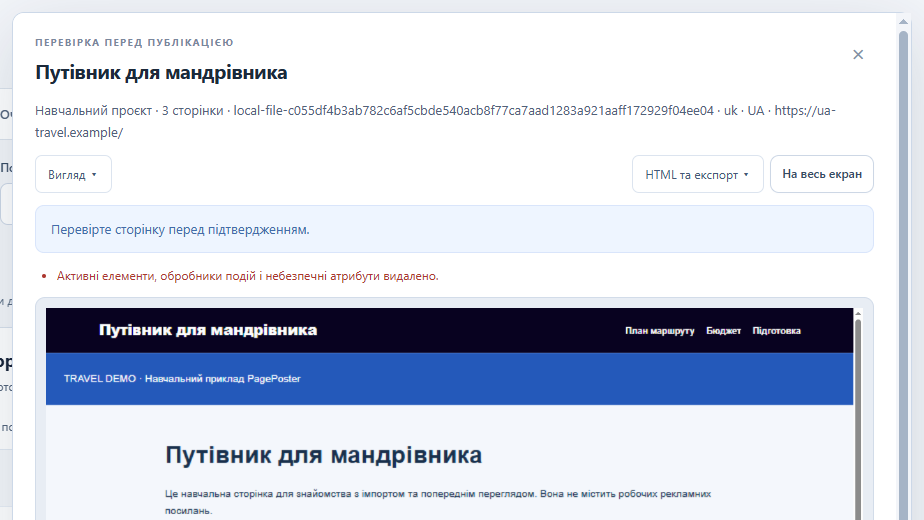 ПЕРЕВІРКА ПЕРЕД ПУБЛІКАЦІЄЮ
Путівник для мандрівника
Навчальний проєкт · 3 сторінки · local-file-c055df4b3ab782c6af5cbde540acb8f77ca7aad1283a921aaff172929f04ee04 · uk · UA · https://ua-
travel.example/
Вигляд ▾
HTML та експорт ▾
На весь екран
Перевірте сторінку перед підтвердженням.
• Активні елементи, обробники подій і небезпечні атрибути видалено.
Путівник для мандрівника
План маршруту Бюджет Підготовка
TRAVEL DEMO · Навчальний приклад PagePoster
Путівник для мандрівника
Це навчальна сторінка для знайомства з імпортом та попереднім переглядом. Вона не містить робочих рекламних
посилань.